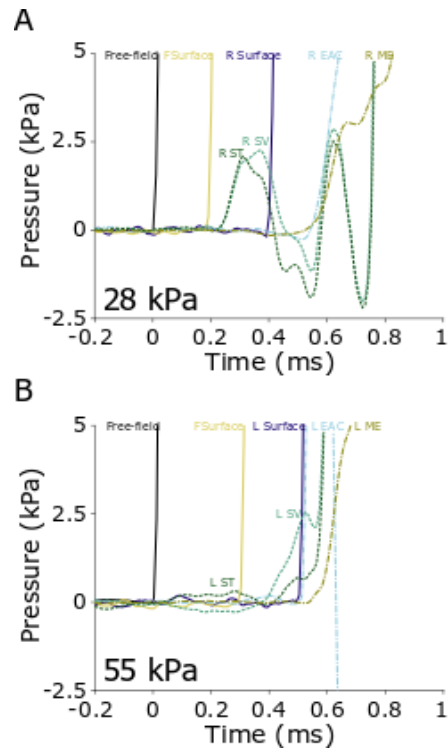 A
Free-field FSurface R Surface R EAC R ME
5
R SV
R ST
2.5
0
-2.5
Pressure (kPa)
28 kPa
-0.2 0 0.2 0.4 0.6 0.8 1
Time (ms)
B
Free-field FSurface L Surface L EAC L ME
5
L SV
2.5
L ST
0
-2.5
Pressure (kPa)
55 kPa
-0.2 0 0.2 0.4 0.6 0.8 1
Time (ms)